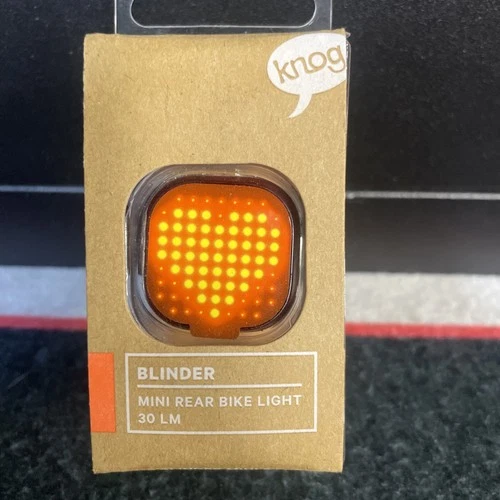 knog
BLINDER
MINI REAR BIKE LIGHT
30 LM